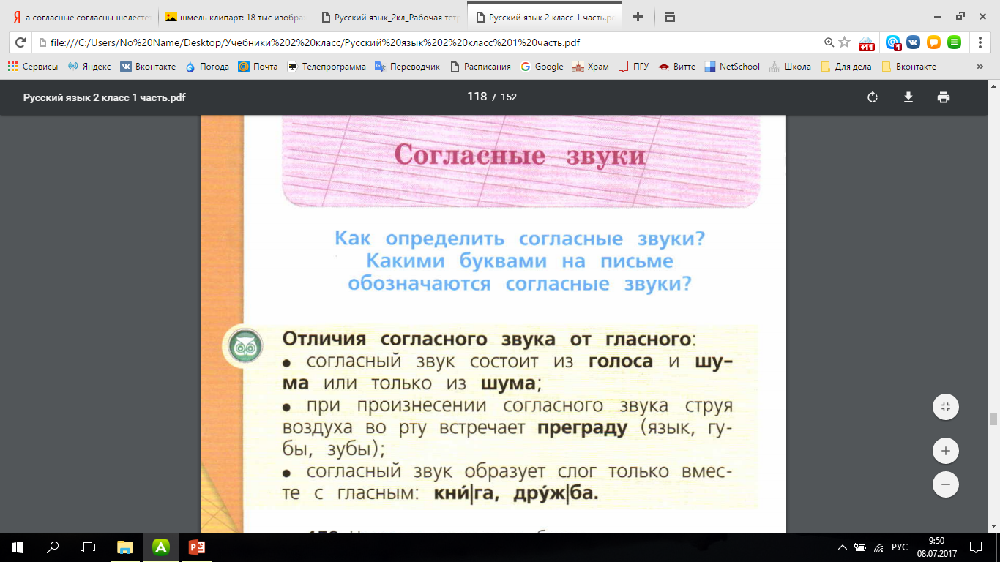 а согласные согласны шелесте
шмель клипарт: 18 тыс изобра
Русский язык_2кл_Рабочая тет
Русский язык 2 класс 1 часть.p
file:///C:/Users/No%20Name/Desktop/Учебники%202%20класс/Русский%20язык%202%20класс%201%20часть.pdf
+11
1
Сервисы Яндекс Вконтакте Погода Почта Телепрограмма Переводчик Расписания Google Храм ПГУ Витте NetSchool Школа Для дела Вконтакте »
Русский язык 2 класс 1 часть.pdf
118 / 152
Согласные звуки
Как определить согласные звуки?
Какими буквами на письме
обозначаются согласные звуки?
Отличия согласного звука от гласного:
• согласный звук состоит из голоса и шу-
ма или только из шума;
• при произнесении согласного звука струя
воздуха во рту встречает преграду (язык, гу-
бы, зубы);
• согласный звук образует слог только вмес-
те с гласным: кни́|га, дру́ж|ба.
РУС
9:50
08.07.2017